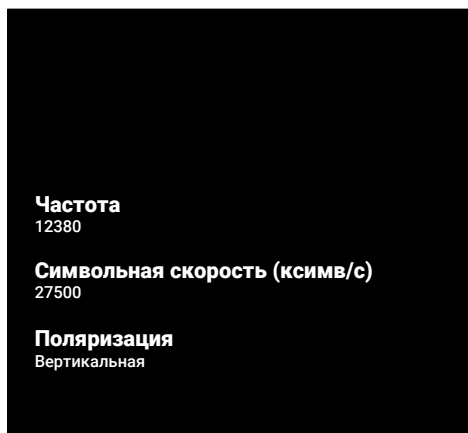 Частота
12380
Символьная скорость (ксимв/с)
27500
Поляризация
Вертикальная